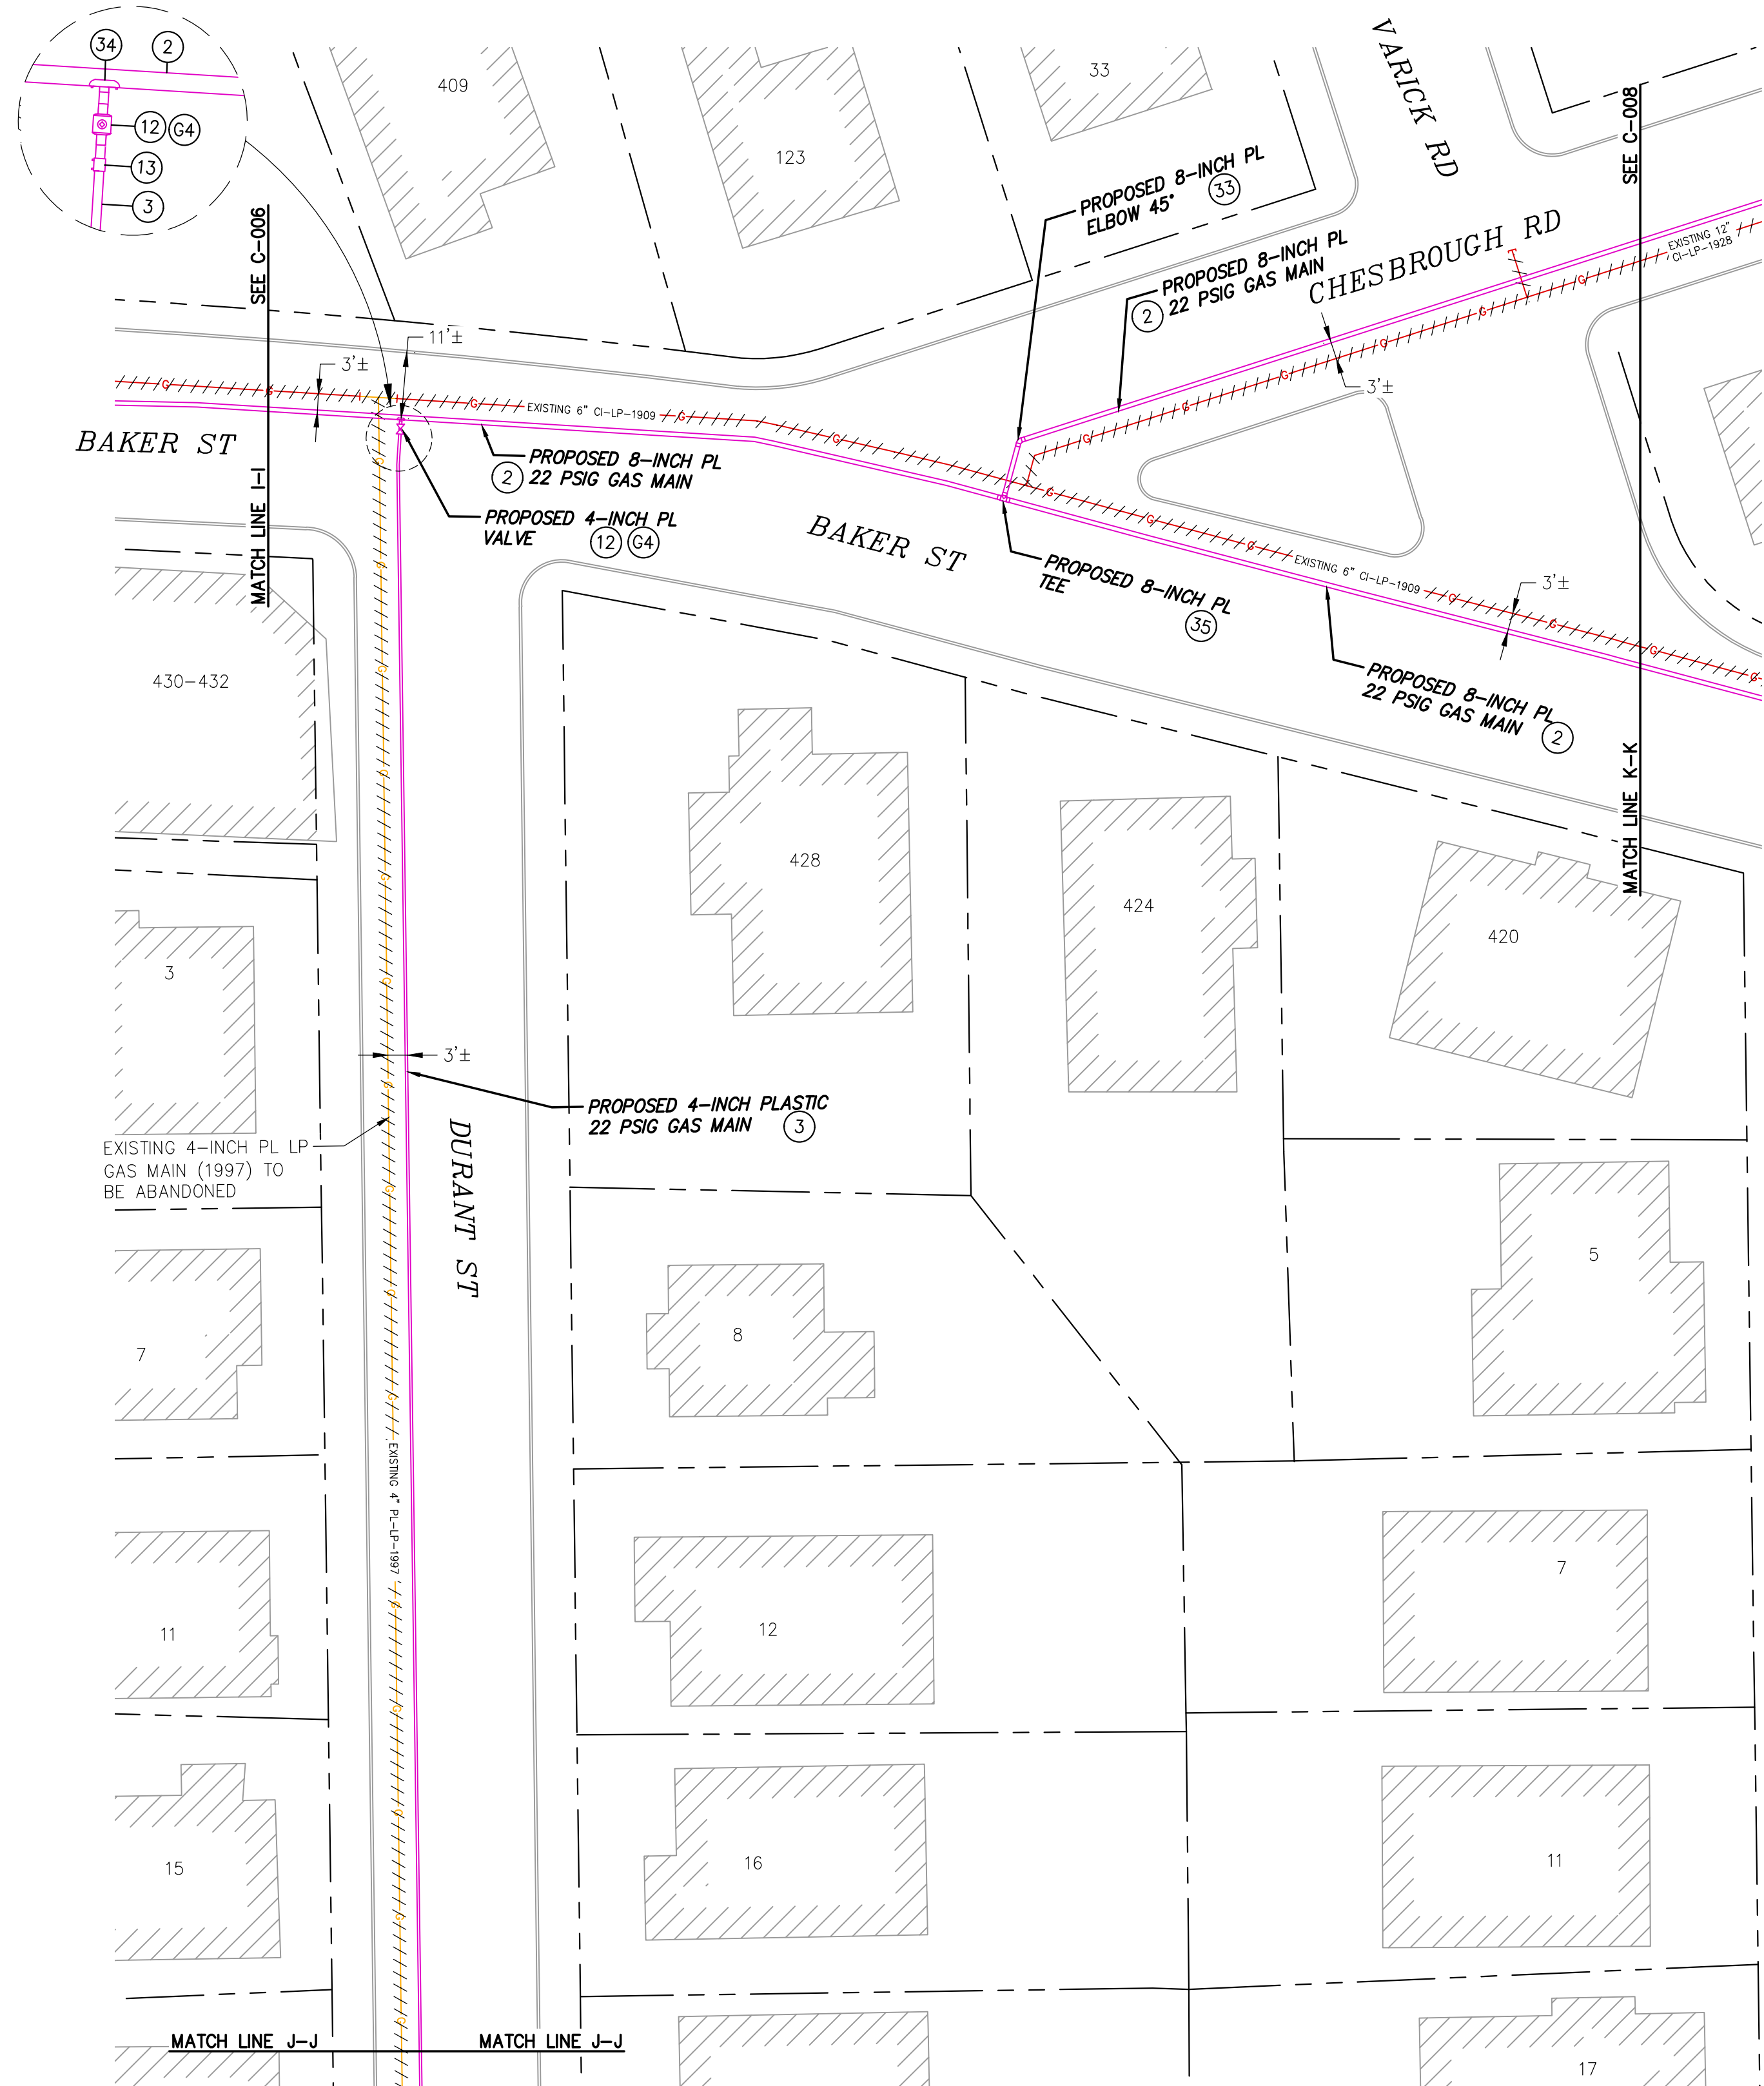 34
2
12
G4
13
3
409
123
33
VARICK RD
SEE C-008
PROPOSED 8-INCH PL
ELBOW 45°
33
PROPOSED 8-INCH PL
2
22 PSIG GAS MAIN
CHESBROUGH RD
EXISTING 12"
CI-LP-1928
SEE C-006
MATCH LINE I-I
11'±
3'±
3'±
G
G
G
EXISTING 6" CI-LP-1909
G
G
BAKER ST
PROPOSED 8-INCH PL
2
22 PSIG GAS MAIN
PROPOSED 4-INCH PL
VALVE
12
G4
BAKER ST
PROPOSED 8-INCH PL
TEE
35
EXISTING 6" CI-LP-1909
3'±
PROPOSED 8-INCH PL
22 PSIG GAS MAIN
2
MATCH LINE K-K
430-432
428
424
420
3
3'±
PROPOSED 4-INCH PLASTIC
22 PSIG GAS MAIN
3
EXISTING 4-INCH PL LP
GAS MAIN (1997) TO
BE ABANDONED
DURANT ST
5
7
8
EXISTING 4" PL-LP-1997
11
12
7
15
16
11
MATCH LINE J-J
MATCH LINE J-J
17